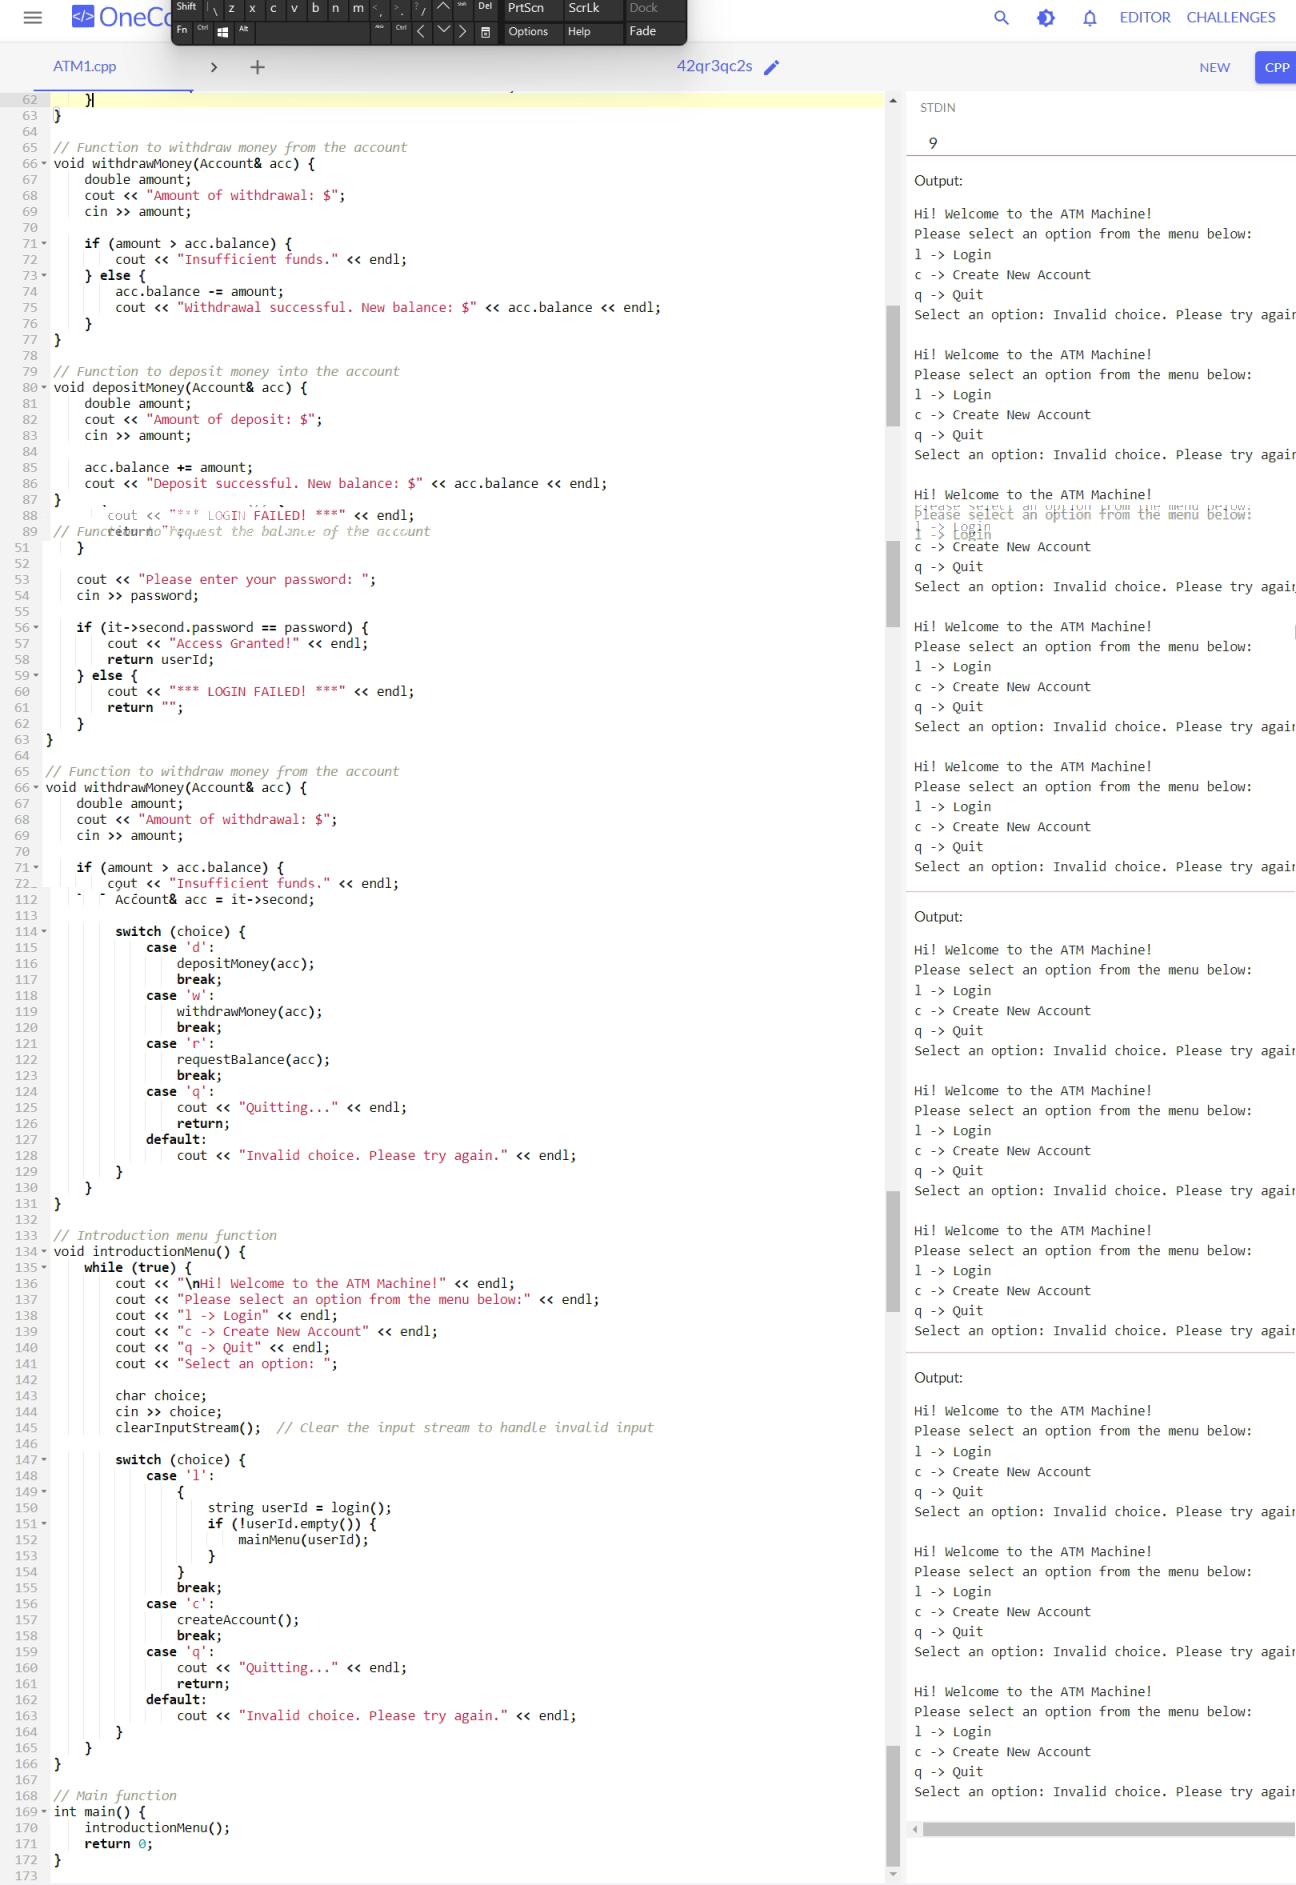 Shift \ z x c v b n m < , > . ? / Shift Del PrtScn ScrLk Dock
Fn Ctrl Alt Ctrl Options Help Fade
OneCo
EDITOR CHALLENGES
ATM1.cpp
42qr3qc2s
NEW CPP
62 }
63 }
64
65 // Function to withdraw money from the account
66 void withdrawMoney(Account& acc) {
67 double amount;
68 cout << "Amount of withdrawal: $";
69 cin >> amount;
70
71 if (amount > acc.balance) {
72 cout << "Insufficient funds." << endl;
73 } else {
74 acc.balance -= amount;
75 cout << "Withdrawal successful. New balance: $" << acc.balance << endl;
76 }
77 }
78
79 // Function to deposit money into the account
80 void depositMoney(Account& acc) {
81 double amount;
82 cout << "Amount of deposit: $";
83 cin >> amount;
84
85 acc.balance += amount;
86 cout << "Deposit successful. New balance: $" << acc.balance << endl;
87 }
88 cout << "*** LOGIN FAILED! ***" << endl;
89 // Function to request the balance of the account
51 }
52
53 cout << "Please enter your password: ";
54 cin >> password;
55
56 if (it->second.password == password) {
57 cout << "Access Granted!" << endl;
58 return userId;
59 } else {
60 cout << "*** LOGIN FAILED! ***" << endl;
61 return "";
62 }
63 }
64
65 // Function to withdraw money from the account
66 void withdrawMoney(Account& acc) {
67 double amount;
68 cout << "Amount of withdrawal: $";
69 cin >> amount;
70
71 if (amount > acc.balance) {
72 cout << "Insufficient funds." << endl;
112 Account& acc = it->second;
113
114 switch (choice) {
115 case 'd':
116 depositMoney(acc);
117 break;
118 case 'w':
119 withdrawMoney(acc);
120 break;
121 case 'r':
122 requestBalance(acc);
123 break;
124 case 'q':
125 cout << "Quitting..." << endl;
126 return;
127 default:
128 cout << "Invalid choice. Please try again." << endl;
129 }
130 }
131 }
132
133 // Introduction menu function
134 void introductionMenu() {
135 while (true) {
136 cout << "\nHi! Welcome to the ATM Machine!" << endl;
137 cout << "Please select an option from the menu below:" << endl;
138 cout << "l -> Login" << endl;
139 cout << "c -> Create New Account" << endl;
140 cout << "q -> Quit" << endl;
141 cout << "Select an option: ";
142
143 char choice;
144 cin >> choice;
145 clearInputStream(); // Clear the input stream to handle invalid input
146
147 switch (choice) {
148 case 'l':
149 {
150 string userId = login();
151 if (!userId.empty()) {
152 mainMenu(userId);
153 }
154 }
155 break;
156 case 'c':
157 createAccount();
158 break;
159 case 'q':
160 cout << "Quitting..." << endl;
161 return;
162 default:
163 cout << "Invalid choice. Please try again." << endl;
164 }
165 }
166 }
167
168 // Main function
169 int main() {
170 introductionMenu();
171 return 0;
172 }
173
STDIN
9
Output:
Hi! Welcome to the ATM Machine!
Please select an option from the menu below:
l -> Login
c -> Create New Account
q -> Quit
Select an option: Invalid choice. Please try again
Hi! Welcome to the ATM Machine!
Please select an option from the menu below:
l -> Login
c -> Create New Account
q -> Quit
Select an option: Invalid choice. Please try again
Hi! Welcome to the ATM Machine!
Please select an option from the menu below:
l -> Login
c -> Create New Account
q -> Quit
Select an option: Invalid choice. Please try again
Hi! Welcome to the ATM Machine!
Please select an option from the menu below:
l -> Login
c -> Create New Account
q -> Quit
Select an option: Invalid choice. Please try again
Hi! Welcome to the ATM Machine!
Please select an option from the menu below:
l -> Login
c -> Create New Account
q -> Quit
Select an option: Invalid choice. Please try again
Output:
Hi! Welcome to the ATM Machine!
Please select an option from the menu below:
l -> Login
c -> Create New Account
q -> Quit
Select an option: Invalid choice. Please try again
Hi! Welcome to the ATM Machine!
Please select an option from the menu below:
l -> Login
c -> Create New Account
q -> Quit
Select an option: Invalid choice. Please try again
Hi! Welcome to the ATM Machine!
Please select an option from the menu below:
l -> Login
c -> Create New Account
q -> Quit
Select an option: Invalid choice. Please try again
Output:
Hi! Welcome to the ATM Machine!
Please select an option from the menu below:
l -> Login
c -> Create New Account
q -> Quit
Select an option: Invalid choice. Please try again
Hi! Welcome to the ATM Machine!
Please select an option from the menu below:
l -> Login
c -> Create New Account
q -> Quit
Select an option: Invalid choice. Please try again
Hi! Welcome to the ATM Machine!
Please select an option from the menu below:
l -> Login
c -> Create New Account
q -> Quit
Select an option: Invalid choice. Please try again